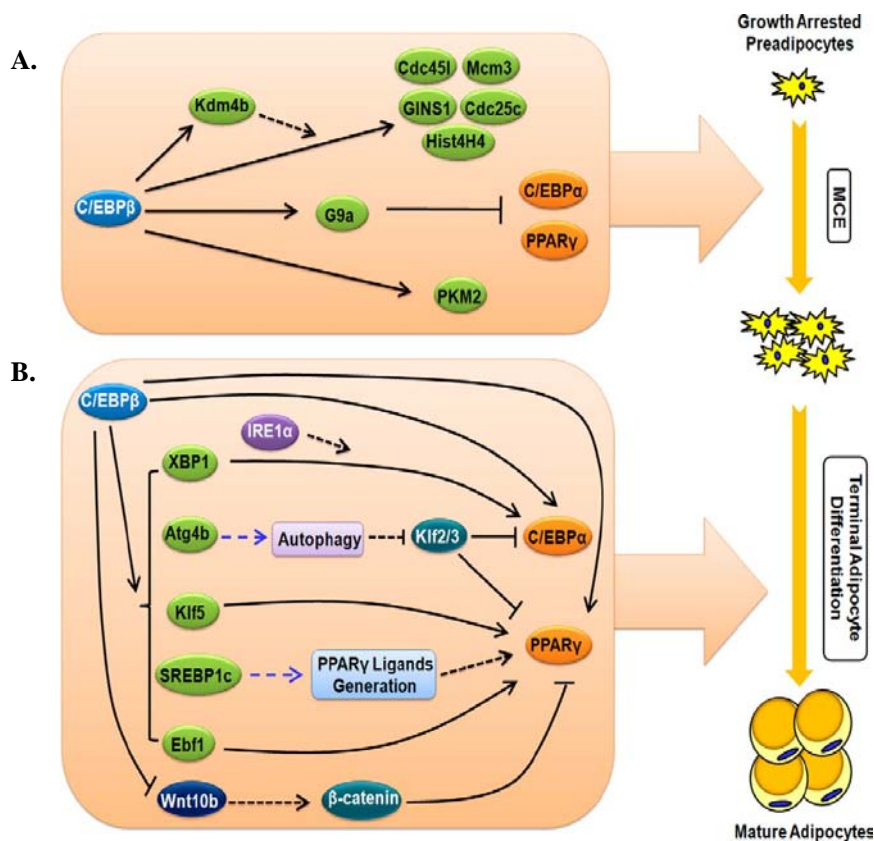 A.
Growth Arrested
Preadipocytes
Cdc45l
Mcm3
Kdm4b
GINS1
Cdc25c
Hist4H4
C/EBPβ
G9a
C/EBPα
PPARγ
PKM2
MCE
B.
C/EBPβ
IRE1α
XBP1
Atg4b
Autophagy
Klf2/3
C/EBPα
Klf5
PPARγ
SREBP1c
PPARγ Ligands
Generation
Ebf1
Wnt10b
β-catenin
Terminal Adipocyte
Differentiation
Mature Adipocytes